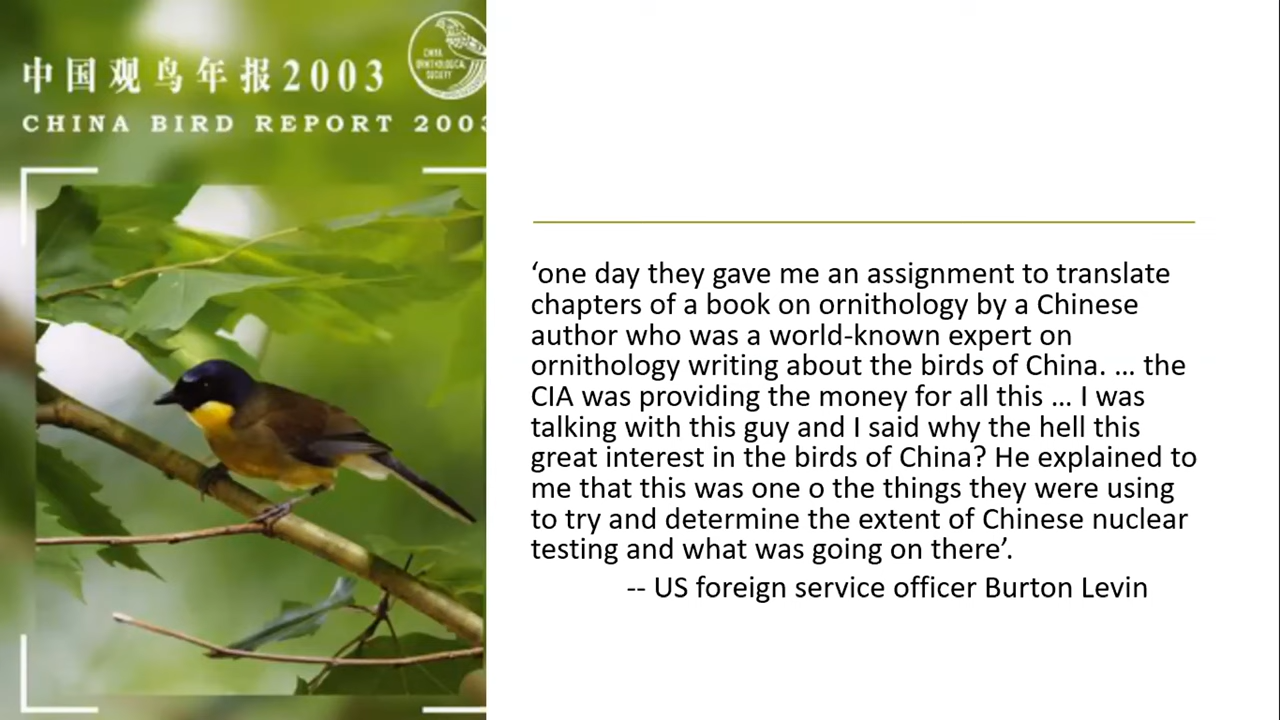 中国观鸟年报2003
CHINA BIRD REPORT 2003
CHINA
ORNITHOLOGICAL
SOCIETY
‘one day they gave me an assignment to translate
chapters of a book on ornithology by a Chinese
author who was a world-known expert on
ornithology writing about the birds of China. … the
CIA was providing the money for all this … I was
talking with this guy and I said why the hell this
great interest in the birds of China? He explained to
me that this was one o the things they were using
to try and determine the extent of Chinese nuclear
testing and what was going on there’.
-- US foreign service officer Burton Levin